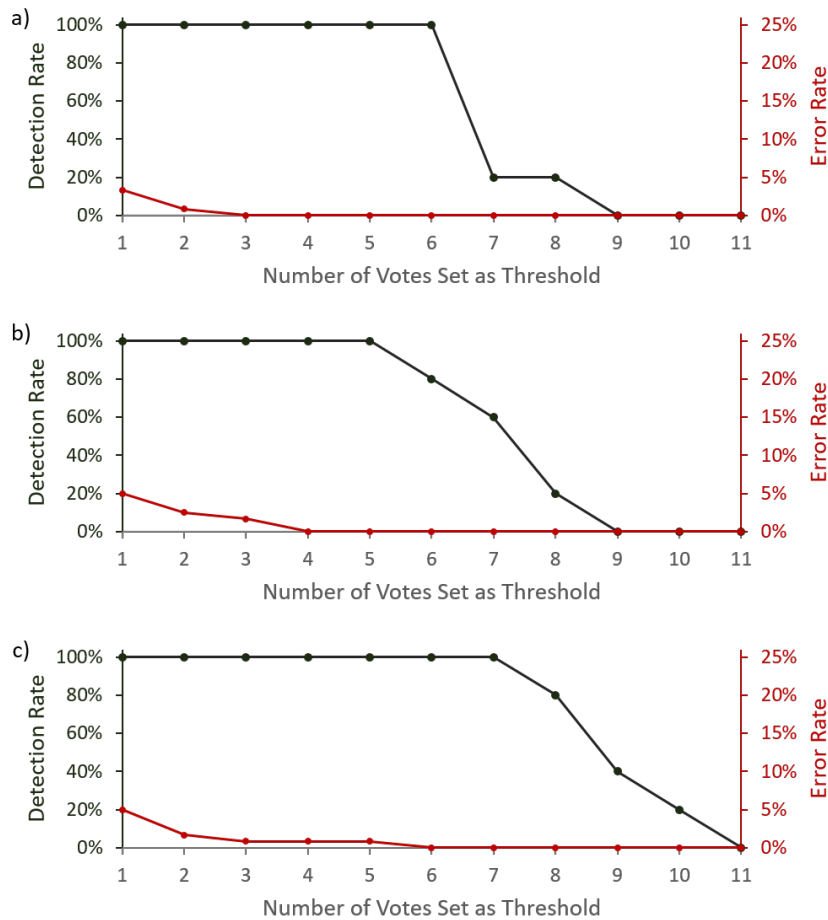 a)
100%
80%
60%
40%
20%
0%
Detection Rate
25%
20%
15%
10%
5%
0%
Error Rate
1 2 3 4 5 6 7 8 9 10 11
Number of Votes Set as Threshold
b)
100%
80%
60%
40%
20%
0%
Detection Rate
25%
20%
15%
10%
5%
0%
Error Rate
1 2 3 4 5 6 7 8 9 10 11
Number of Votes Set as Threshold
c)
100%
80%
60%
40%
20%
0%
Detection Rate
25%
20%
15%
10%
5%
0%
Error Rate
1 2 3 4 5 6 7 8 9 10 11
Number of Votes Set as Threshold